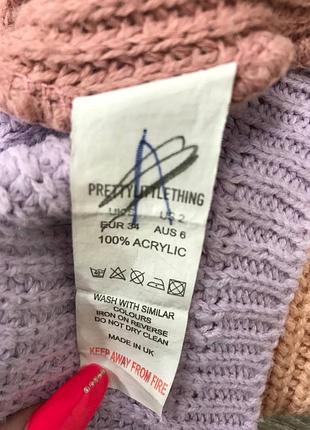 PRETTYLITTLETHING
US 2
EUR 34 AUS 6
100% ACRYLIC
WASH WITH SIMILAR
COLOURS
IRON ON REVERSE
DO NOT DRY CLEAN
MADE IN UK
KEEP AWAY FROM FIRE